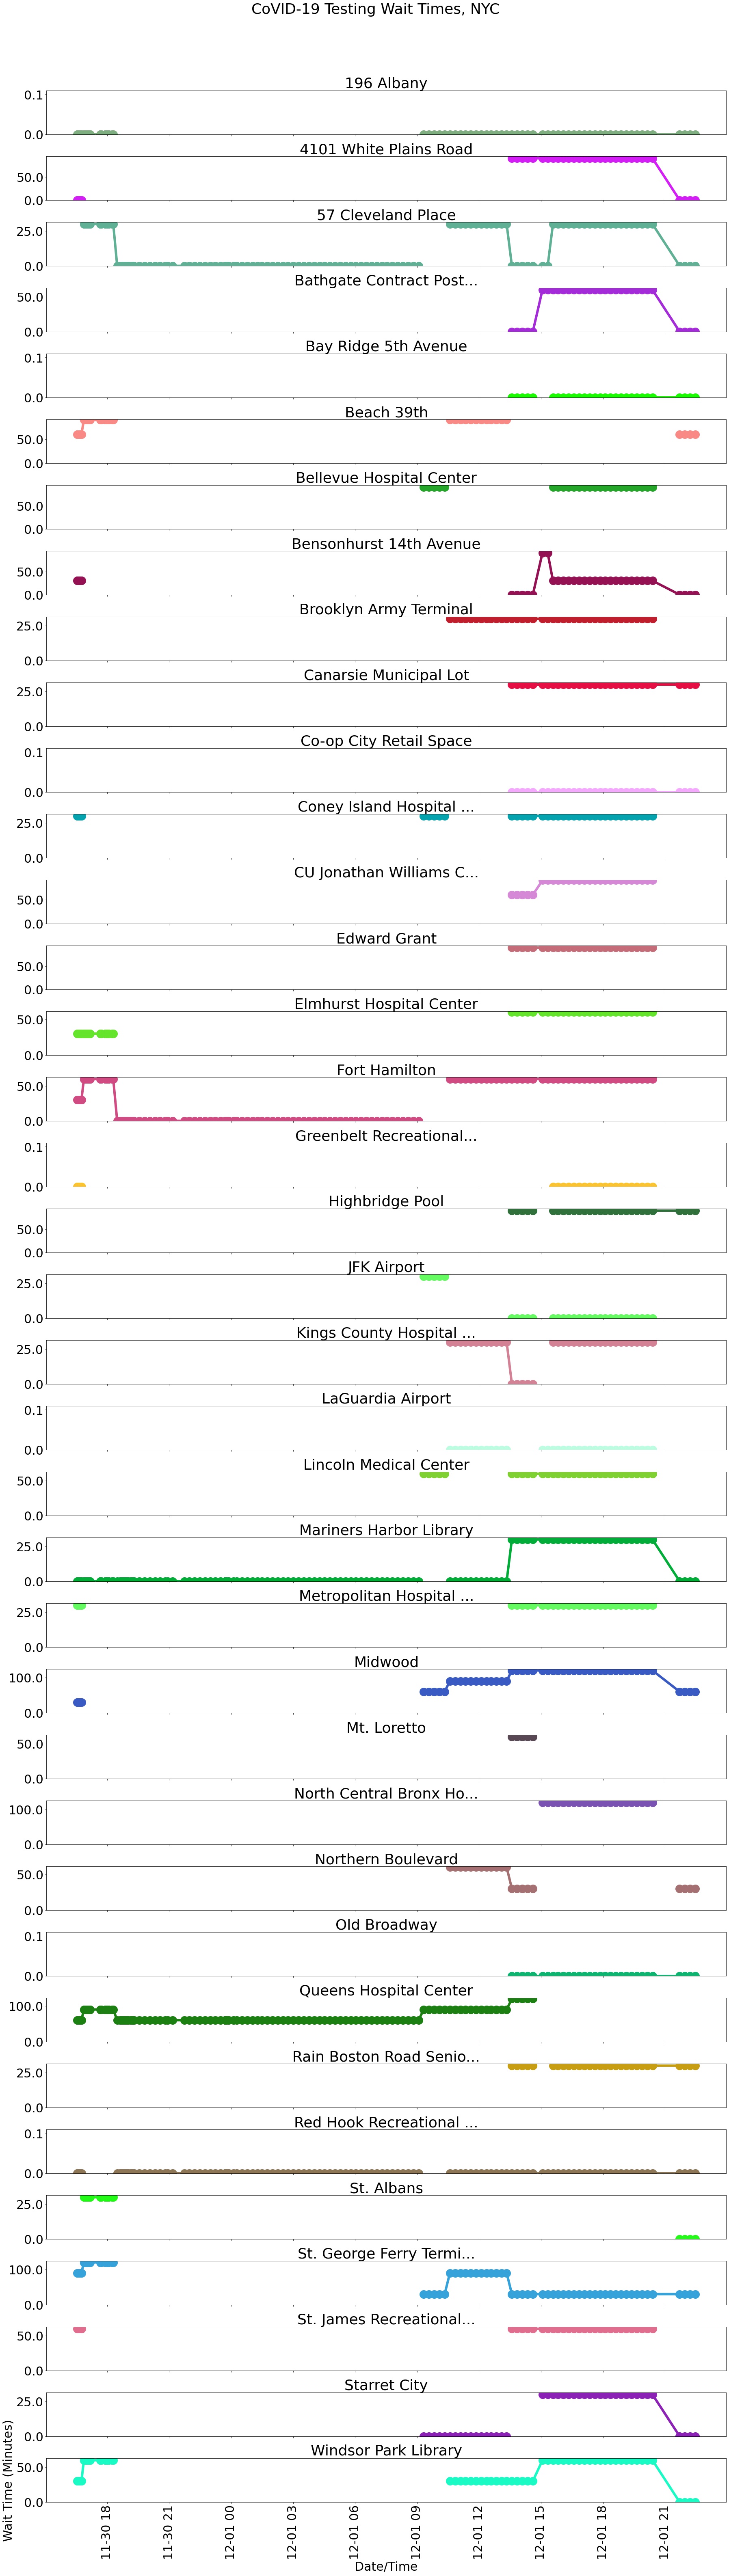 CoVID-19 Testing Wait Times, NYC
196 Albany
0.1
0.0
4101 White Plains Road
50.0
0.0
57 Cleveland Place
25.0
0.0
Bathgate Contract Post...
50.0
0.0
Bay Ridge 5th Avenue
0.1
0.0
Beach 39th
50.0
0.0
Bellevue Hospital Center
50.0
0.0
Bensonhurst 14th Avenue
50.0
0.0
Brooklyn Army Terminal
25.0
0.0
Canarsie Municipal Lot
25.0
0.0
Co-op City Retail Space
0.1
0.0
Coney Island Hospital ...
25.0
0.0
CU Jonathan Williams C...
50.0
0.0
Edward Grant
50.0
0.0
Elmhurst Hospital Center
50.0
0.0
Fort Hamilton
50.0
0.0
Greenbelt Recreational...
0.1
0.0
Highbridge Pool
50.0
0.0
JFK Airport
25.0
0.0
Kings County Hospital ...
25.0
0.0
LaGuardia Airport
0.1
0.0
Lincoln Medical Center
50.0
0.0
Mariners Harbor Library
25.0
0.0
Metropolitan Hospital ...
25.0
0.0
Midwood
100.0
0.0
Mt. Loretto
50.0
0.0
North Central Bronx Ho...
100.0
0.0
Northern Boulevard
50.0
0.0
Old Broadway
0.1
0.0
Queens Hospital Center
100.0
0.0
Rain Boston Road Senio...
25.0
0.0
Red Hook Recreational ...
0.1
0.0
St. Albans
25.0
0.0
St. George Ferry Termi...
100.0
0.0
St. James Recreational...
50.0
0.0
Starret City
25.0
0.0
Windsor Park Library
50.0
0.0
Wait Time (Minutes)
11-30 18
11-30 21
12-01 00
12-01 03
12-01 06
12-01 09
12-01 12
12-01 15
12-01 18
12-01 21
Date/Time